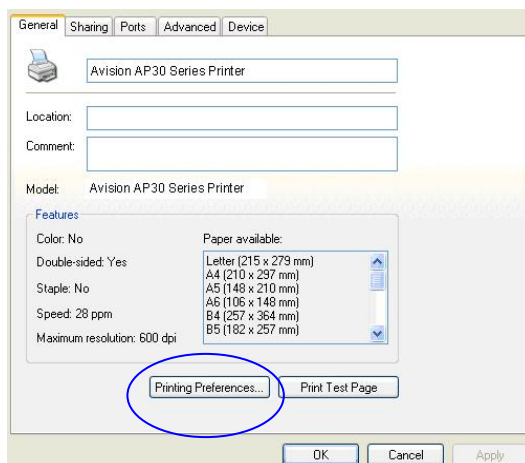 General Sharing Ports Advanced Device
Avision AP30 Series Printer
Location:
Comment:
Model: Avision AP30 Series Printer
Features
Color: No
Double-sided: Yes
Staple: No
Speed: 28 ppm
Maximum resolution: 600 dpi
Paper available:
Letter (215 x 279 mm)
A4 (210 x 297 mm)
A5 (148 x 210 mm)
A6 (106 x 148 mm)
B4 (257 x 364 mm)
B5 (182 x 257 mm)
Printing Preferences... Print Test Page
OK Cancel Apply